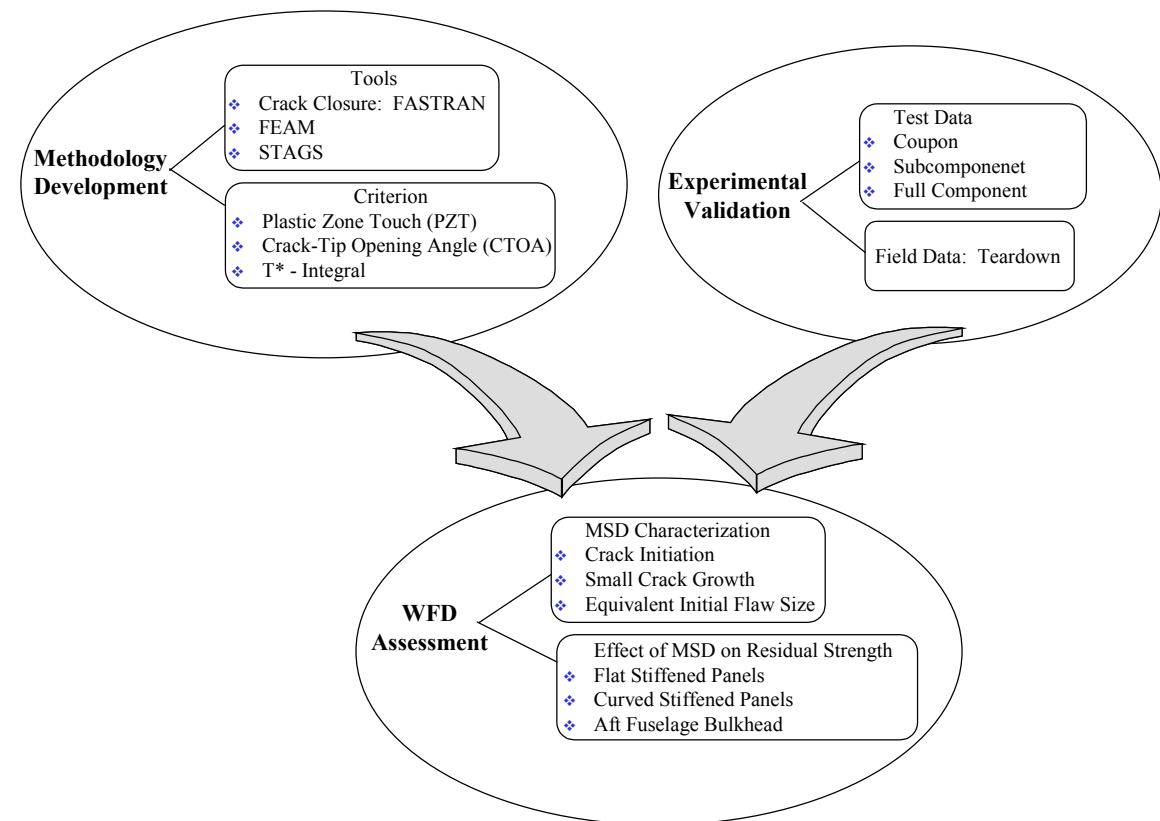 Methodology
Development
Tools
❖ Crack Closure: FASTRAN
❖ FEAM
❖ STAGS
Criterion
❖ Plastic Zone Touch (PZT)
❖ Crack-Tip Opening Angle (CTOA)
❖ T* - Integral
Experimental
Validation
Test Data
❖ Coupon
❖ Subcomponenet
❖ Full Component
Field Data: Teardown
WFD
Assessment
MSD Characterization
❖ Crack Initiation
❖ Small Crack Growth
❖ Equivalent Initial Flaw Size
Effect of MSD on Residual Strength
❖ Flat Stiffened Panels
❖ Curved Stiffened Panels
❖ Aft Fuselage Bulkhead